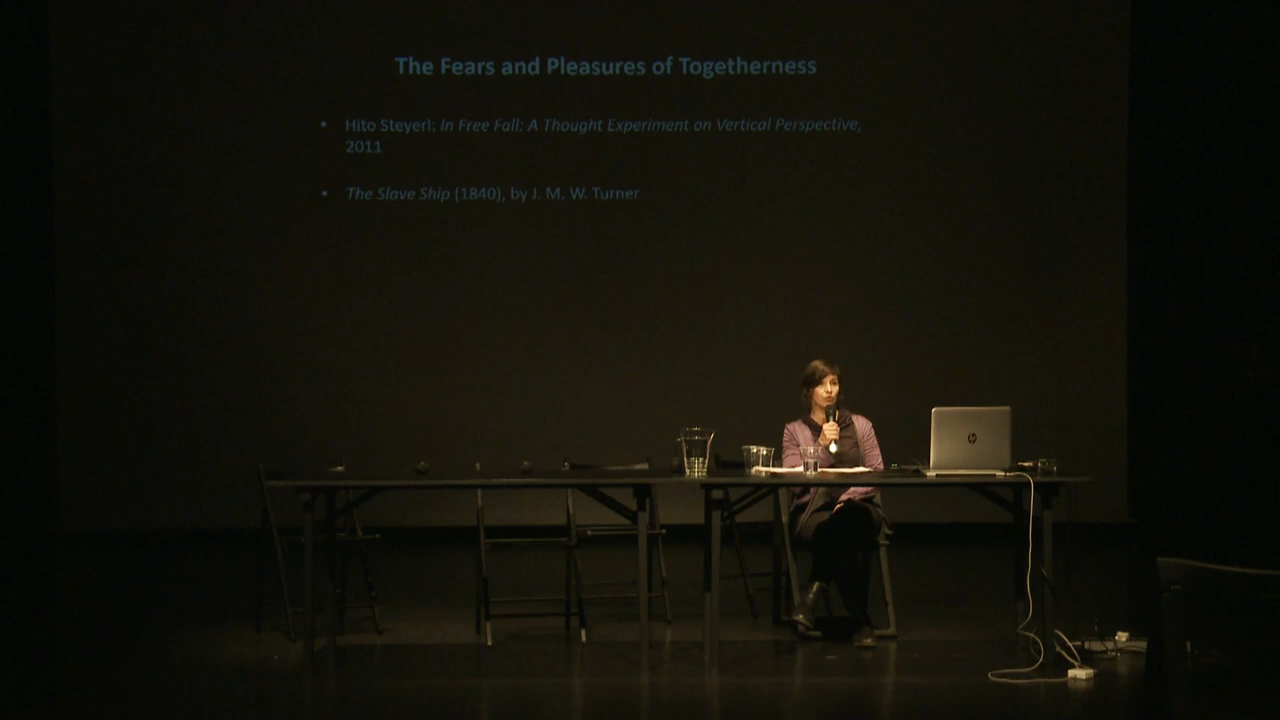 The Fears and Pleasures of Togetherness
• Hito Steyerl: In Free Fall: A Thought Experiment on Vertical Perspective,
2011
• The Slave Ship (1840), by J. M. W. Turner
hp